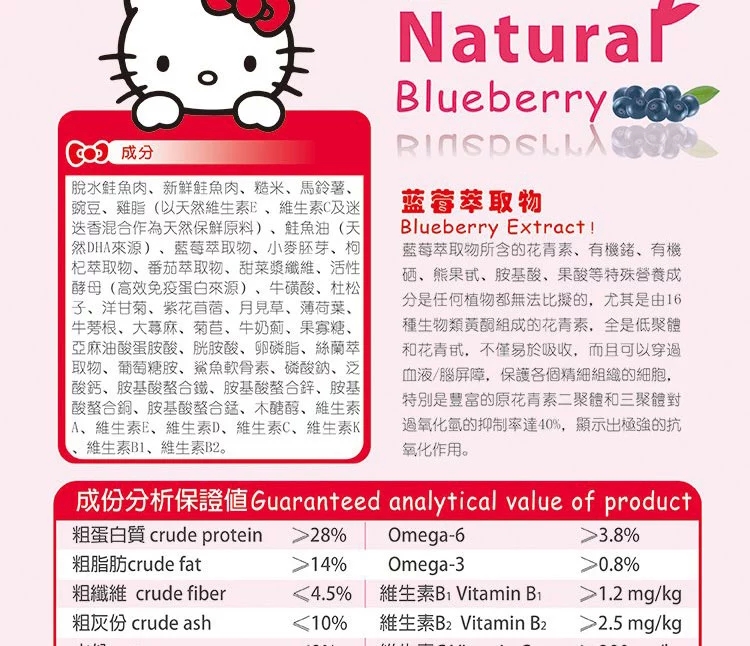 Natural
Blueberry
成分
脫水鮭魚肉、新鮮鮭魚肉、糙米、馬鈴薯、
豌豆、雞脂（以天然維生素E 、維生素C及迷
迭香混合作為天然保鮮原料）、鮭魚油（天
然DHA來源）、藍莓萃取物、小麥胚芽、枸
杞萃取物、番茄萃取物、甜菜漿纖維、活性
酵母（高效免疫蛋白來源）、牛磺酸、杜松
子、洋甘菊、紫花苜蓿、月見草、薄荷葉、
牛蒡根、大蕁麻、菊苣、牛奶薊、果寡糖、
亞麻油酸蛋胺酸、胱胺酸、卵磷脂、絲蘭萃
取物、葡萄糖胺、鯊魚軟骨素、磷酸鈉、泛
酸鈣、胺基酸螯合鐵、胺基酸螯合鋅、胺基
酸螯合銅、胺基酸螯合錳、木醣醇、維生素
A、維生素E、維生素D、維生素C、維生素K
、維生素B1、維生素B2。
蓝莓萃取物
Blueberry Extract!
藍莓萃取物所含的花青素、有機鍺、有機
硒、熊果甙、胺基酸、果酸等特殊營養成
分是任何植物都無法比擬的，尤其是由16
種生物類黃酮組成的花青素，全是低聚體
和花青甙，不僅易於吸收，而且可以穿過
血液/腦屏障，保護各個精細組織的細胞，
特別是豐富的原花青素二聚體和三聚體對
過氧化氫的抑制率達40%，顯示出極強的抗
氧化作用。
成份分析保證值Guaranteed analytical value of product
粗蛋白質 crude protein ≥28% Omega-6 ≥3.8%
粗脂肪crude fat ≥14% Omega-3 ≥0.8%
粗纖維 crude fiber ≤4.5% 維生素B1 Vitamin B1 ≥1.2 mg/kg
粗灰份 crude ash ≤10% 維生素B2 Vitamin B2 ≥2.5 mg/kg